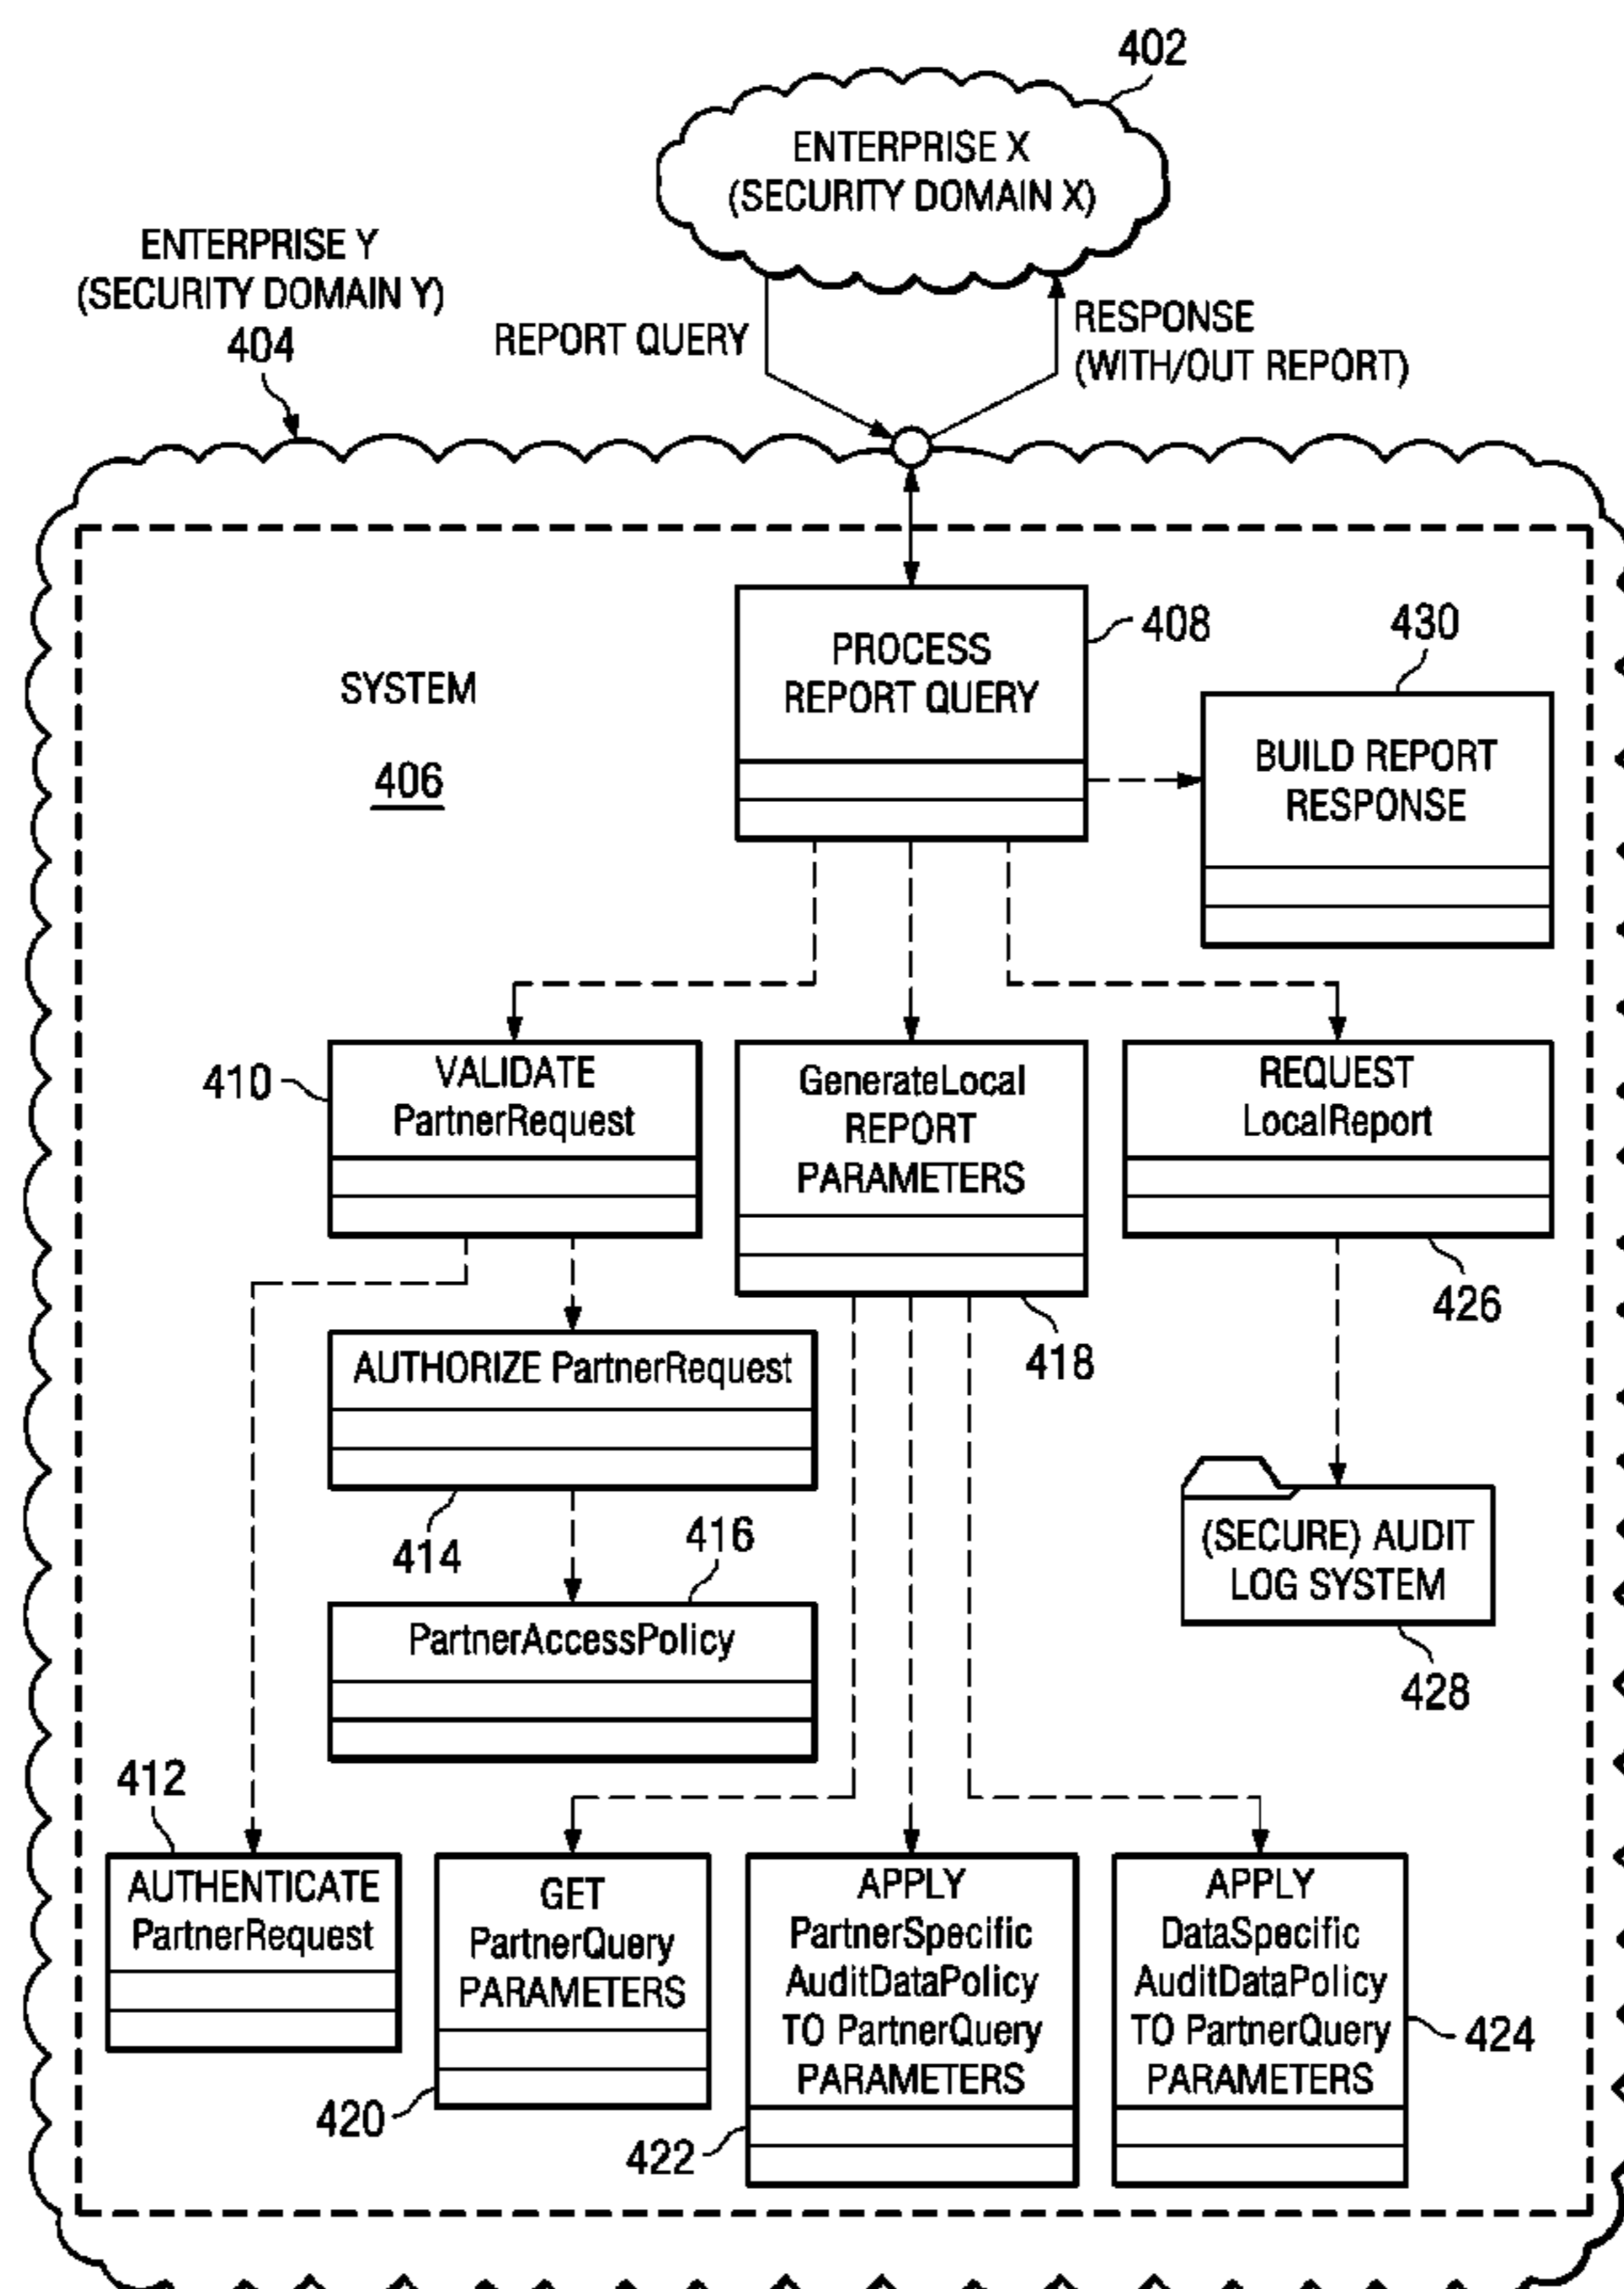 402
ENTERPRISE X
(SECURITY DOMAIN X)
ENTERPRISE Y
(SECURITY DOMAIN Y)
404
REPORT QUERY
RESPONSE
(WITH/OUT REPORT)
SYSTEM
406
PROCESS
REPORT QUERY
408
430
BUILD REPORT
RESPONSE
410
VALIDATE
PartnerRequest
GenerateLocal
REPORT
PARAMETERS
418
REQUEST
LocalReport
426
AUTHORIZE PartnerRequest
414
416
PartnerAccessPolicy
(SECURE) AUDIT
LOG SYSTEM
428
412
AUTHENTICATE
PartnerRequest
GET
PartnerQuery
PARAMETERS
420
APPLY
PartnerSpecific
AuditDataPolicy
TO PartnerQuery
PARAMETERS
422
APPLY
DataSpecific
AuditDataPolicy
TO PartnerQuery
PARAMETERS
424